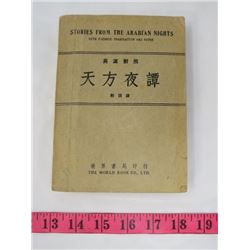 STORIES FROM THE ARABIAN NIGHTS
WITH CHINESE TRANSLATION AND NOTES
英漢對照
天方夜譚
世界書局印行
THE WORLD BOOK CO., LTD.
13 14 15 16 17 18 19